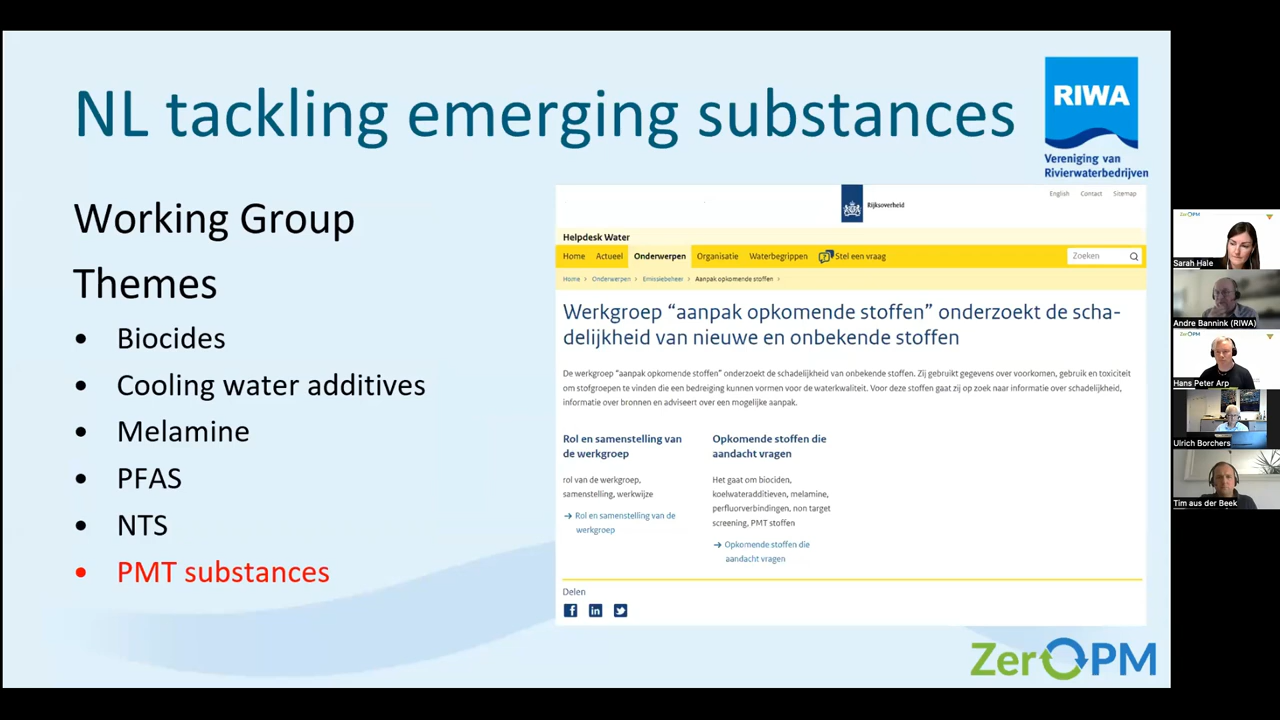 NL tackling emerging substances
RIWA
Vereniging van
Rivierwaterbedrijven
Working Group
Themes
• Biocides
• Cooling water additives
• Melamine
• PFAS
• NTS
• PMT substances
Rijksoverheid
English Contact Sitemap
Helpdesk Water
Home Actueel Onderwerpen Organisatie Waterbegrippen Stel een vraag Zoeken
Home > Onderwerpen > Emissiebeheer > Aanpak opkomende stoffen >
Werkgroep “aanpak opkomende stoffen” onderzoekt de scha-
delijkheid van nieuwe en onbekende stoffen
De werkgroep “aanpak opkomende stoffen” onderzoekt de schadelijkheid van onbekende stoffen. Zij gebruikt gegevens over voorkomen, gebruik en toxiciteit
om stofgroepen te vinden die een bedreiging kunnen vormen voor de waterkwaliteit. Voor deze stoffen gaat zij op zoek naar informatie over schadelijkheid,
informatie over bronnen en adviseert over een mogelijke aanpak.
Rol en samenstelling van
de werkgroep
rol van de werkgroep,
samenstelling, werkwijze
→ Rol en samenstelling van de
werkgroep
Opkomende stoffen die
aandacht vragen
Het gaat om biociden,
koelwateradditieven, melamine,
perfluorverbindingen, non target
screening, PMT stoffen
→ Opkomende stoffen die
aandacht vragen
Delen
ZeroPM
ZeroPM
Sarah Hale
Andre Bannink (RIWA)
ZeroPM
Hans Peter Arp
Ulrich Borchers
Tim aus der Beek